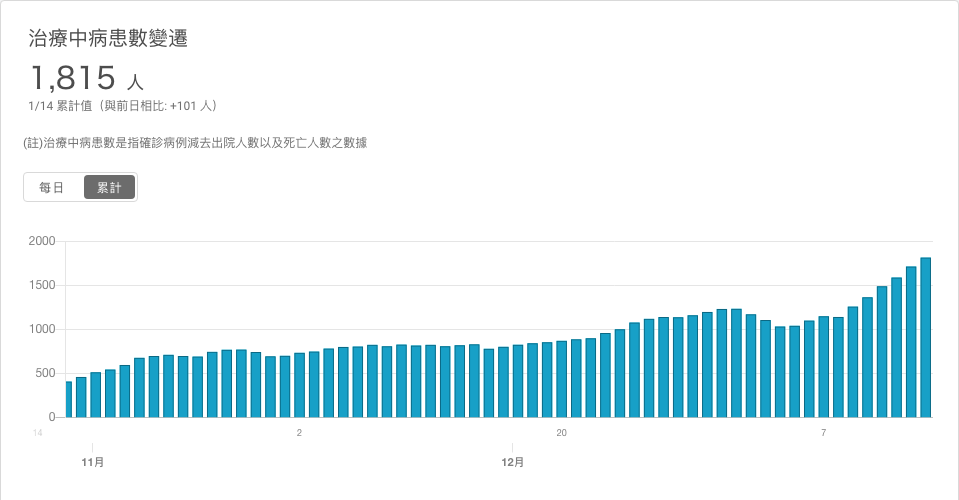 治療中病患數變遷
1,815 人
1/14 累計值（與前日相比: +101 人）
(註)治療中病患數是指確診病例減去出院人數以及死亡人數之數據
每日 累計
2000
1500
1000
500
0
14 2 20 7
11月 12月